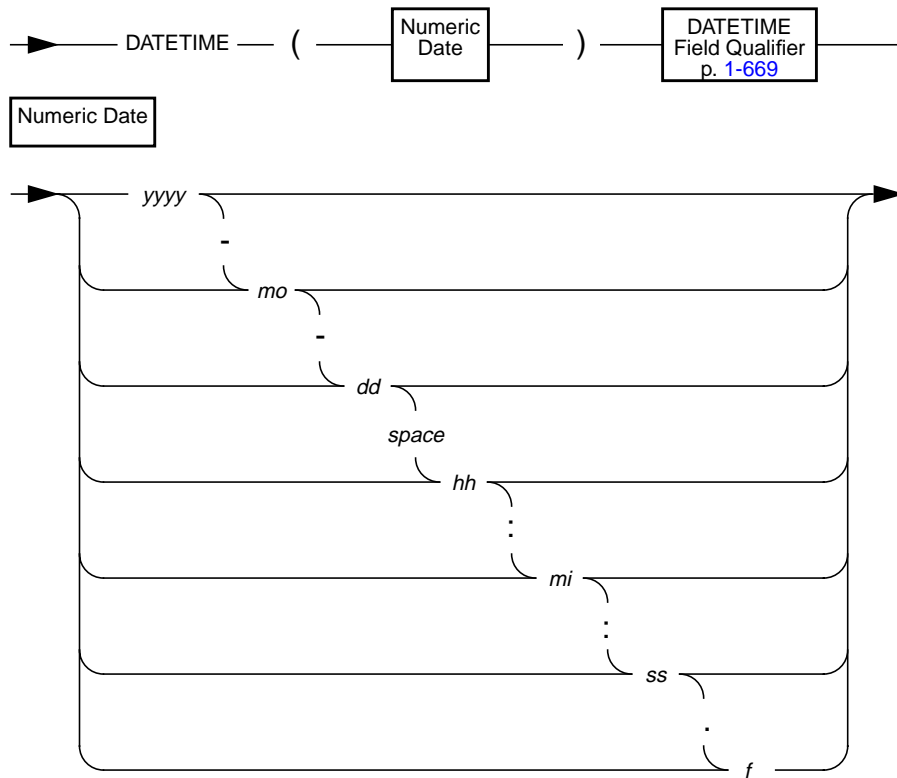 DATETIME ( Numeric Date ) DATETIME Field Qualifier p. 1-669
Numeric Date
yyyy
-
mo
-
dd
space
hh
:
mi
:
ss
.
f